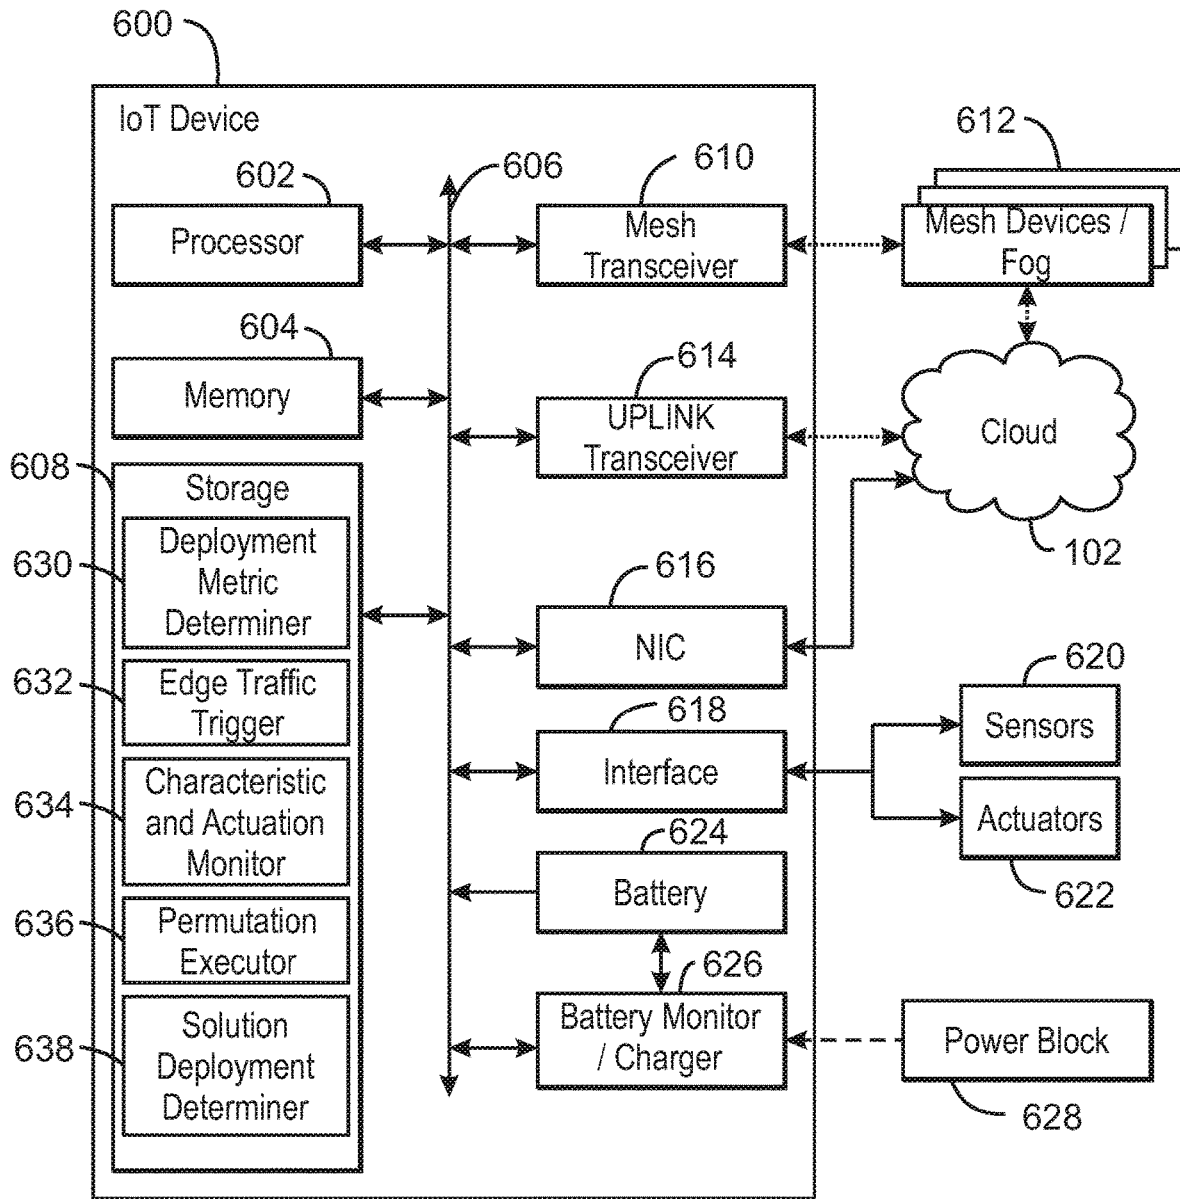 600
IoT Device
602
Processor
604
Memory
608
Storage
630
Deployment
Metric
Determiner
632
Edge Traffic
Trigger
634
Characteristic
and Actuation
Monitor
636
Permutation
Executor
638
Solution
Deployment
Determiner
606
610
Mesh
Transceiver
614
UPLINK
Transceiver
616
NIC
618
Interface
624
Battery
626
Battery Monitor
/ Charger
612
Mesh Devices /
Fog
Cloud
102
620
Sensors
Actuators
622
Power Block
628